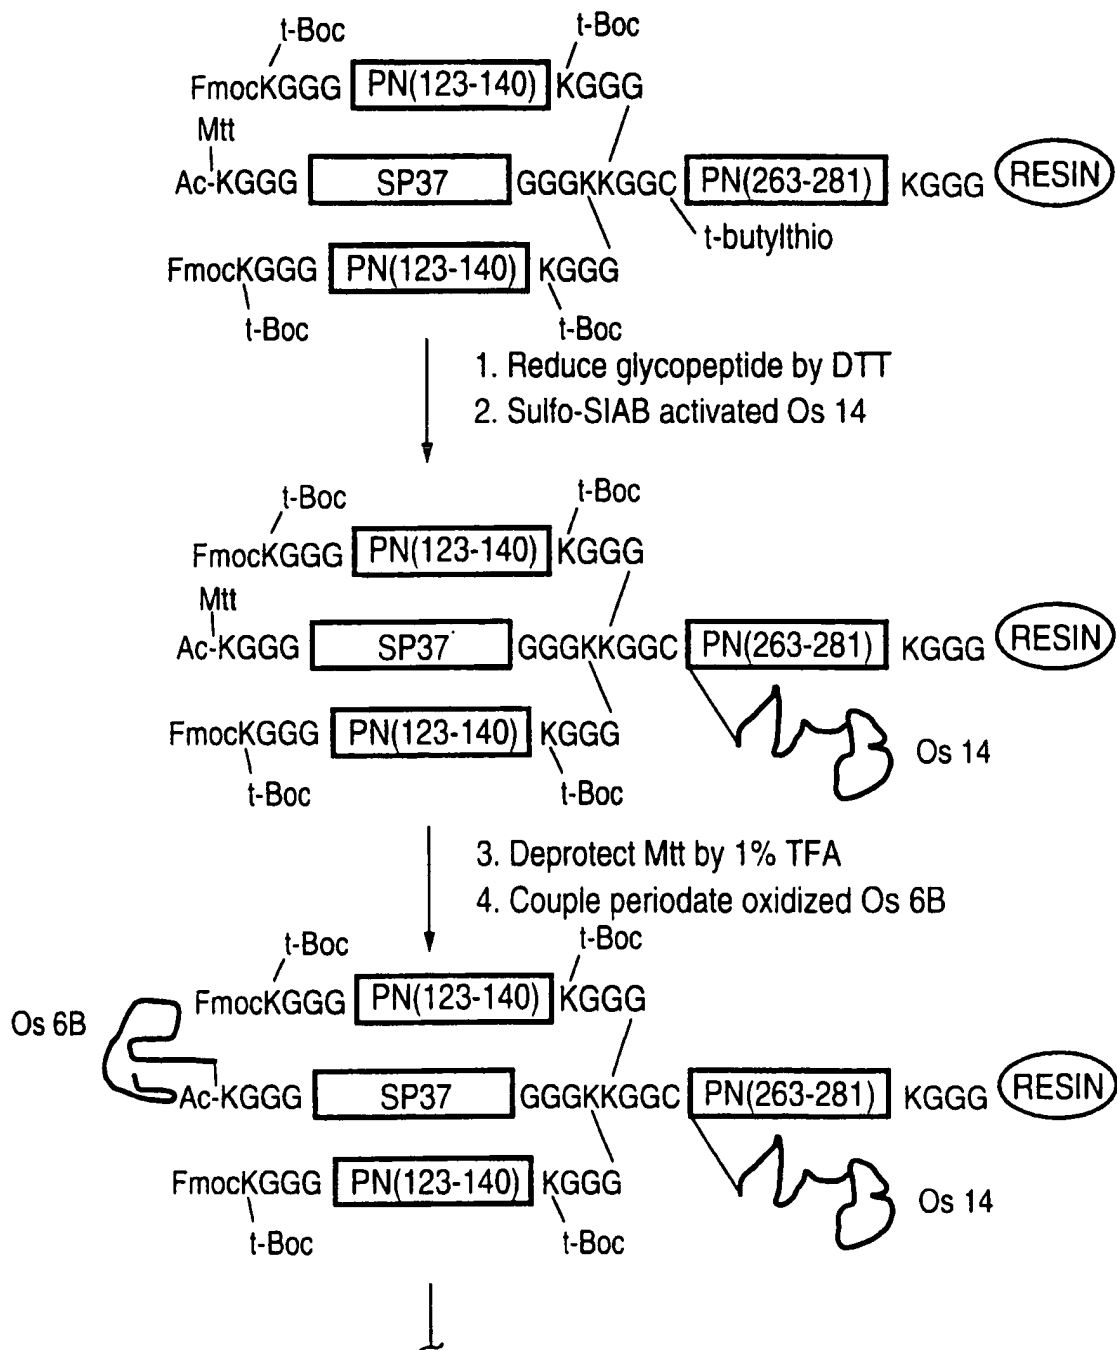 t-Boc t-Boc
FmocKGGG PN(123-140) KGGG
Mtt
Ac-KGGG SP37 GGGKKGGC PN(263-281) KGGG RESIN
t-butylthio
FmocKGGG PN(123-140) KGGG
t-Boc t-Boc
1. Reduce glycopeptide by DTT
2. Sulfo-SIAB activated Os 14
t-Boc t-Boc
FmocKGGG PN(123-140) KGGG
Mtt
Ac-KGGG SP37 GGGKKGGC PN(263-281) KGGG RESIN
FmocKGGG PN(123-140) KGGG Os 14
t-Boc t-Boc
3. Deprotect Mtt by 1% TFA
4. Couple periodate oxidized Os 6B
t-Boc t-Boc
FmocKGGG PN(123-140) KGGG
Os 6B
Ac-KGGG SP37 GGGKKGGC PN(263-281) KGGG RESIN
FmocKGGG PN(123-140) KGGG Os 14
t-Boc t-Boc